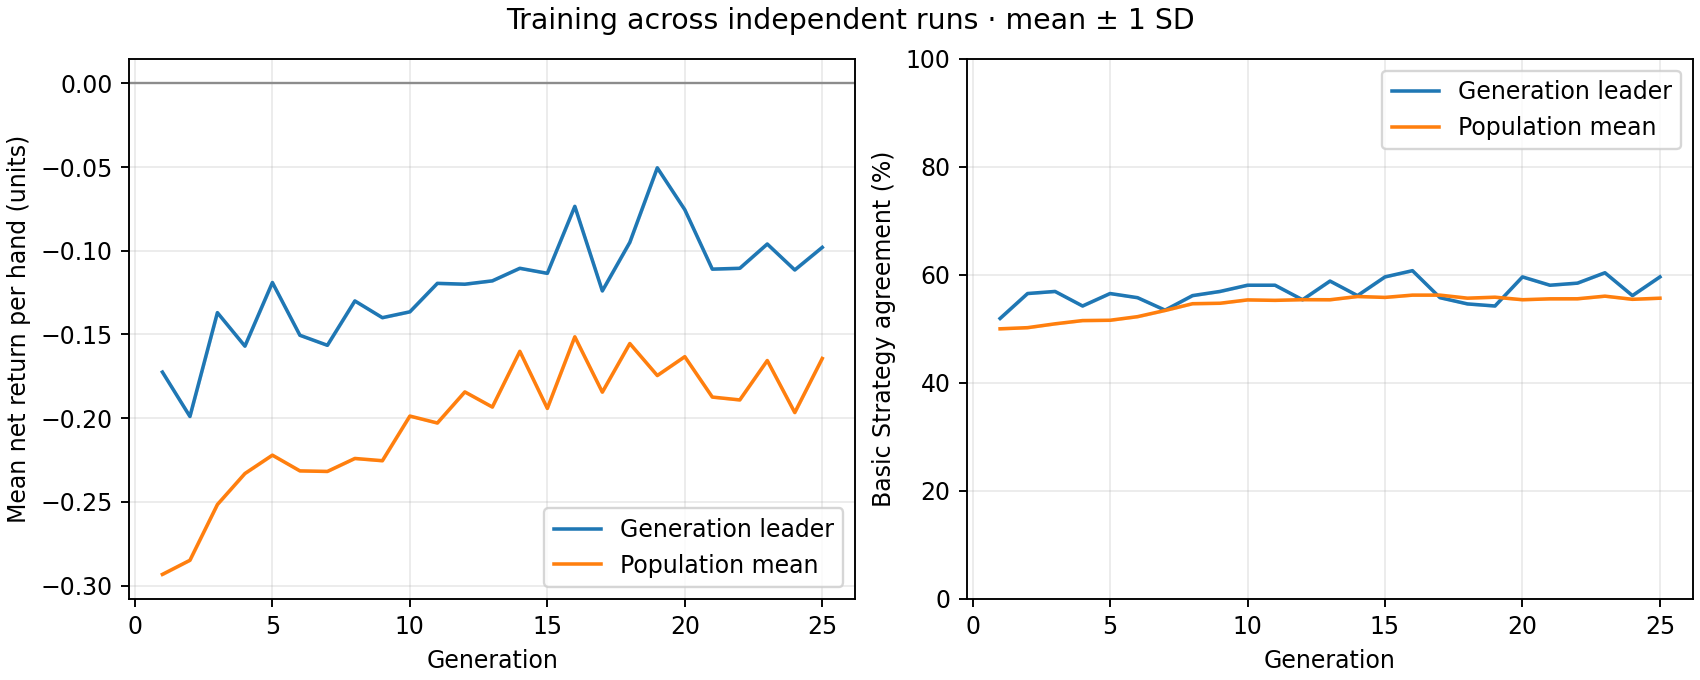 Training across independent runs · mean ± 1 SD
Mean net return per hand (units)
0.00
−0.05
−0.10
−0.15
−0.20
−0.25
−0.30
0
5
10
15
20
25
Generation
Generation leader
Population mean
Basic Strategy agreement (%)
100
80
60
40
20
0
0
5
10
15
20
25
Generation
Generation leader
Population mean